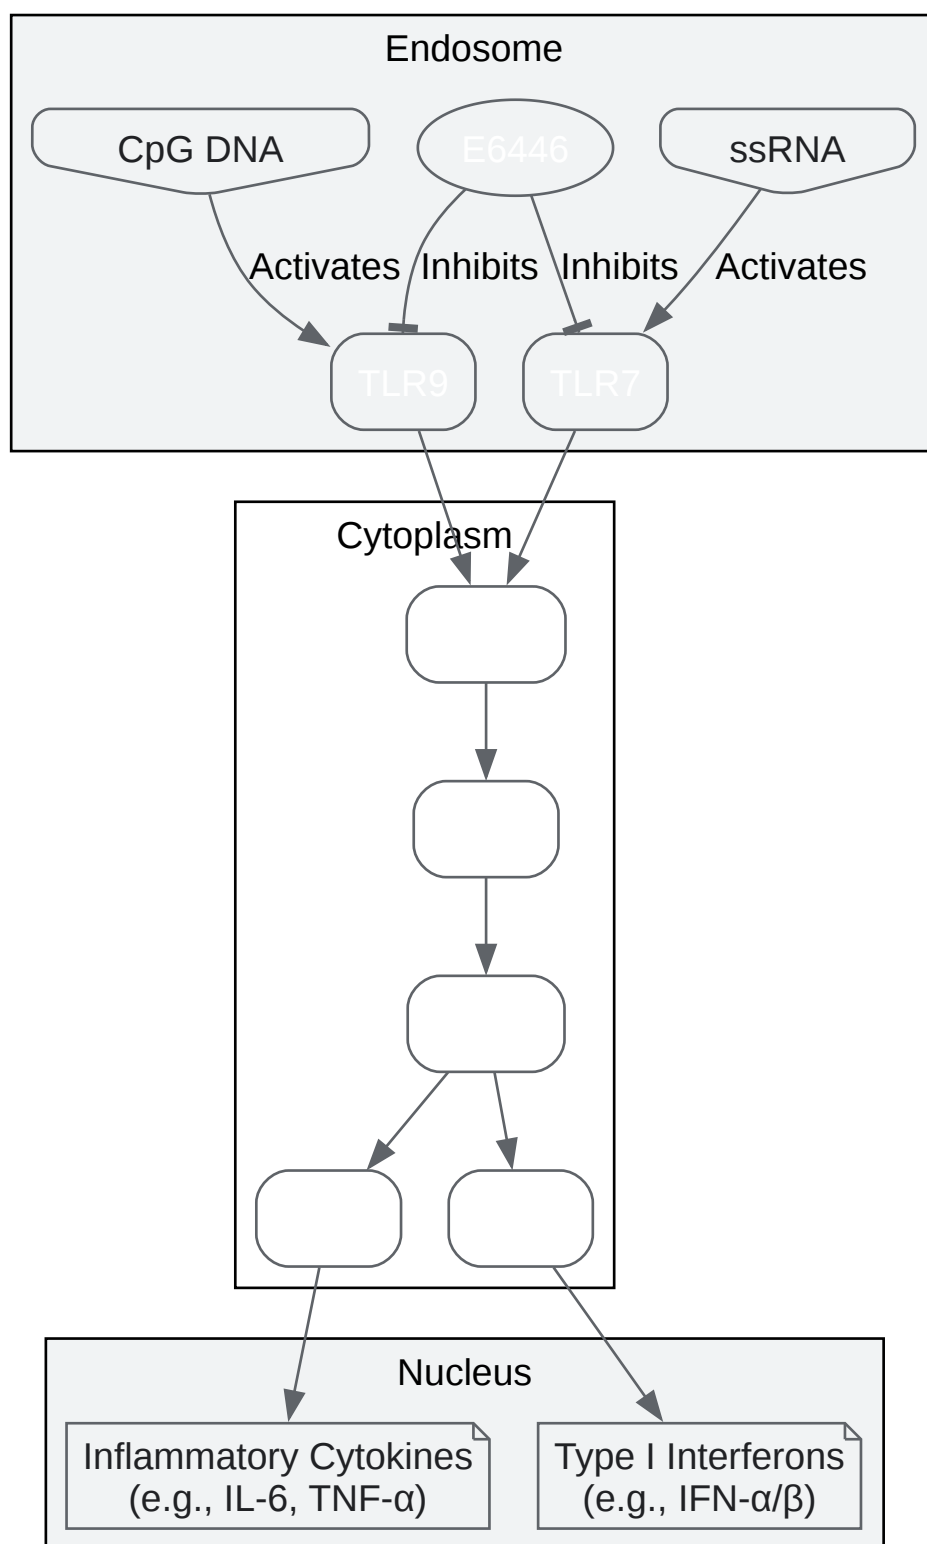 Endosome
CpG DNA
E6446
ssRNA
Activates
Inhibits
Inhibits
Activates
TLR9
TLR7
Cytoplasm
Nucleus
Inflammatory Cytokines
(e.g., IL-6, TNF-α)
Type I Interferons
(e.g., IFN-α/β)